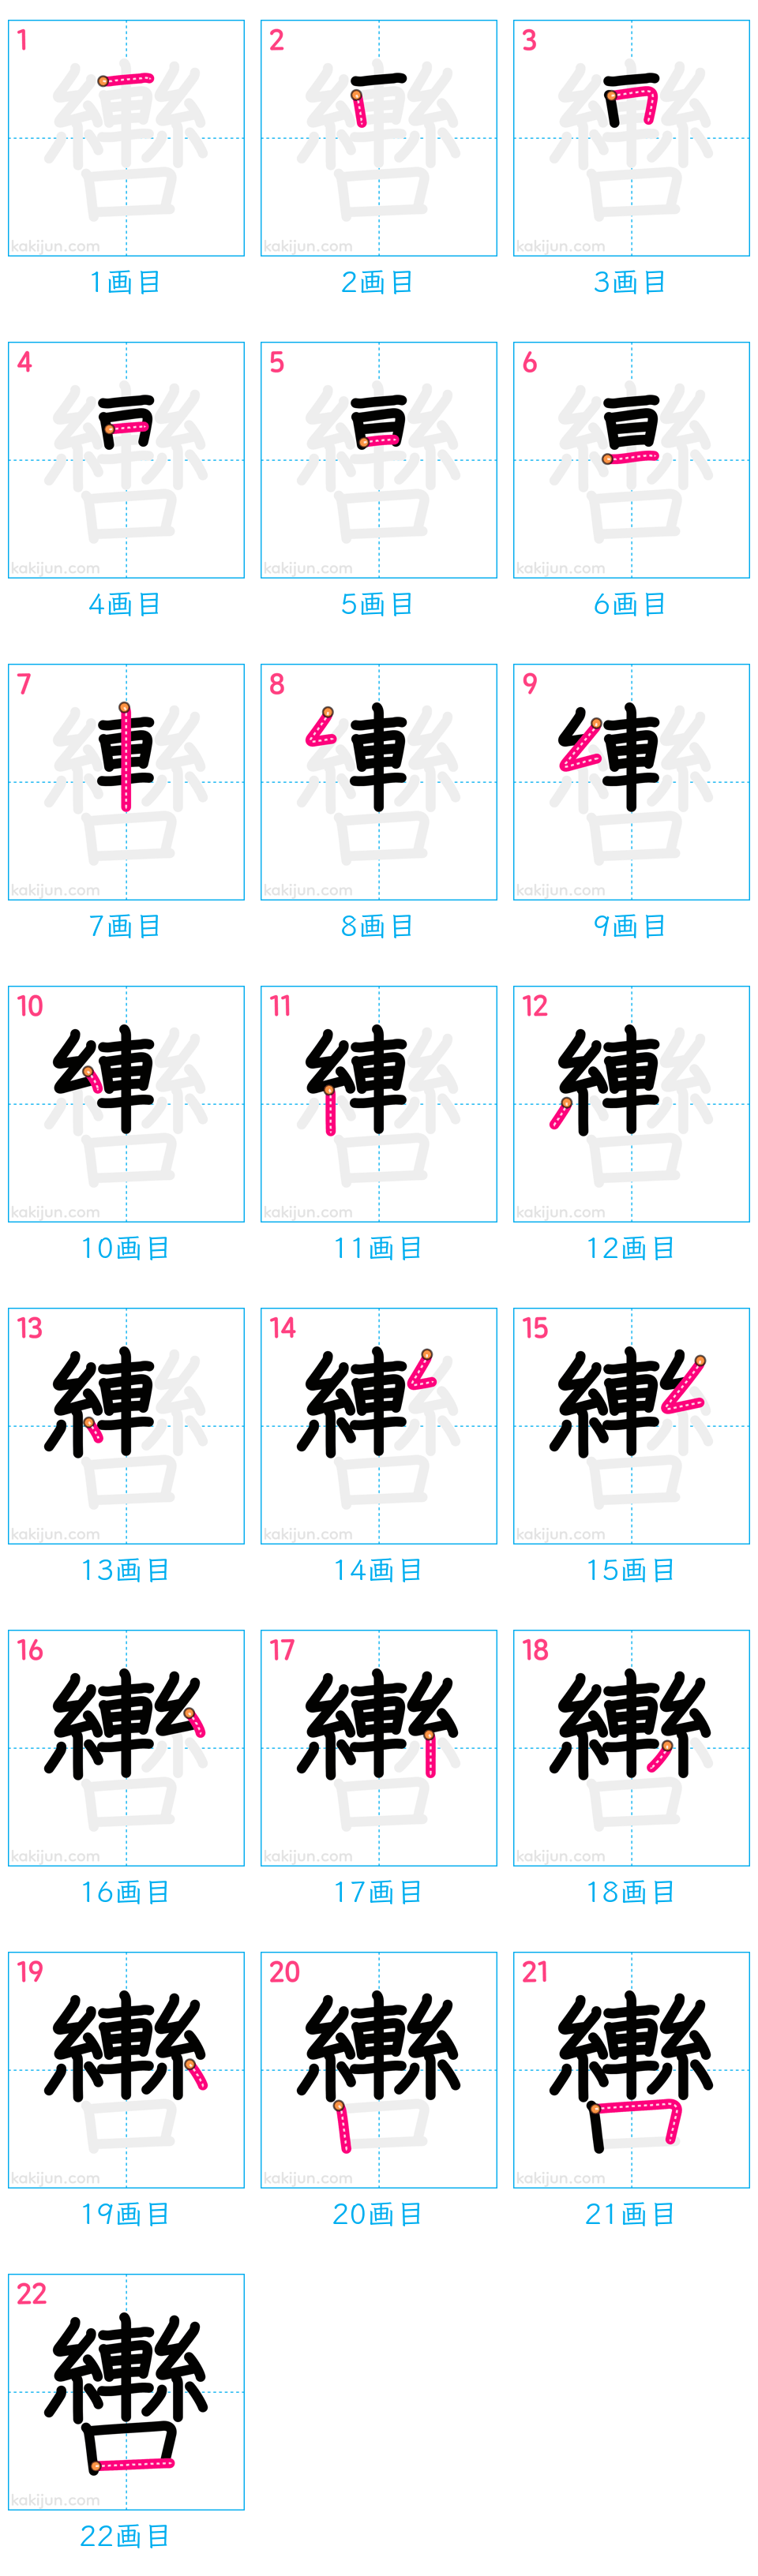 1 2 3
kakijun.com kakijun.com kakijun.com
1画目 2画目 3画目
4 5 6
kakijun.com kakijun.com kakijun.com
4画目 5画目 6画目
7 8 9
kakijun.com kakijun.com kakijun.com
7画目 8画目 9画目
10 11 12
kakijun.com kakijun.com kakijun.com
10画目 11画目 12画目
13 14 15
kakijun.com kakijun.com kakijun.com
13画目 14画目 15画目
16 17 18
kakijun.com kakijun.com kakijun.com
16画目 17画目 18画目
19 20 21
kakijun.com kakijun.com kakijun.com
19画目 20画目 21画目
22
轡
kakijun.com
22画目